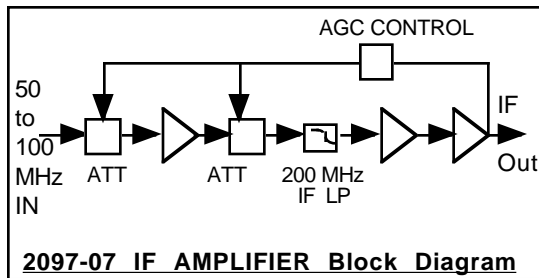 AGC CONTROL
50
to
100
MHz
IN
ATT
ATT
200 MHz
IF LP
IF
Out
2097-07 IF AMPLIFIER Block Diagram